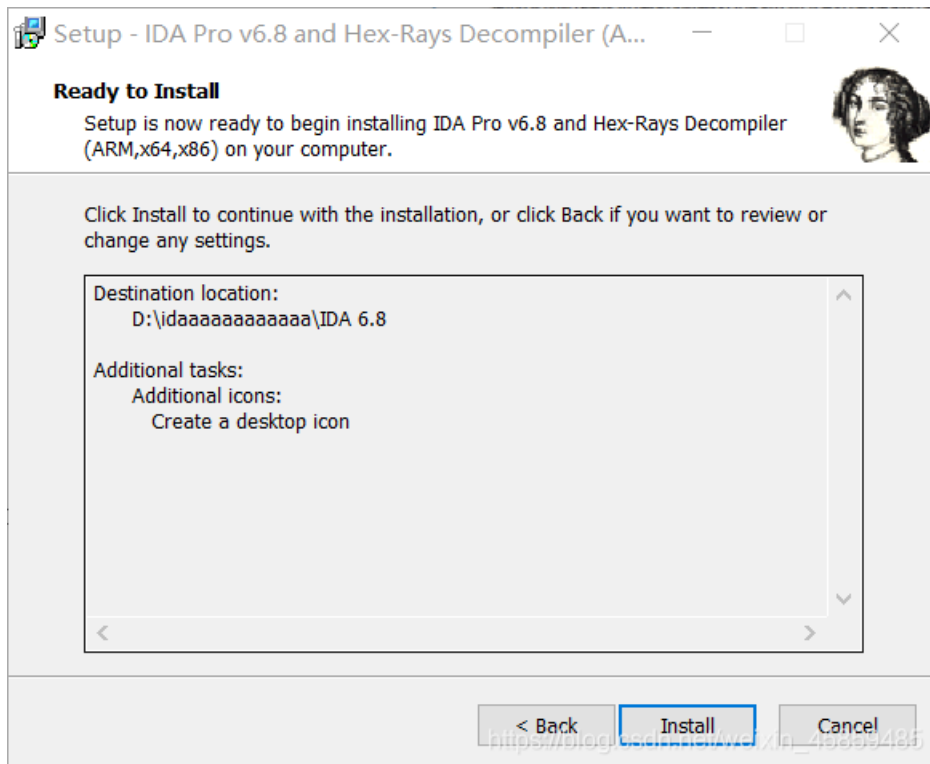 Setup - IDA Pro v6.8 and Hex-Rays Decompiler (A...
Ready to Install
Setup is now ready to begin installing IDA Pro v6.8 and Hex-Rays Decompiler
(ARM,x64,x86) on your computer.
Click Install to continue with the installation, or click Back if you want to review or
change any settings.
Destination location:
D:\idaaaaaaaaaaaa\IDA 6.8
Additional tasks:
Additional icons:
Create a desktop icon
< Back Install Cancel